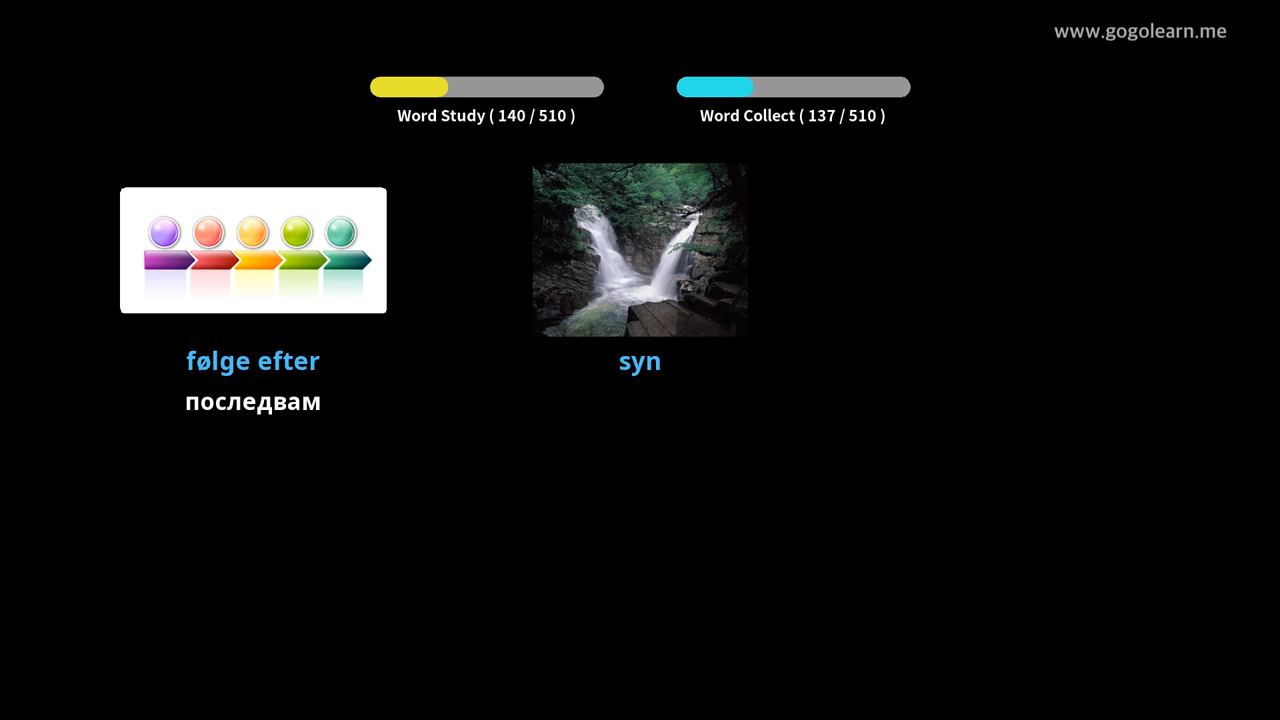 www.gogolearn.me
Word Study ( 140 / 510 )
Word Collect ( 137 / 510 )
følge efter
последвам
syn